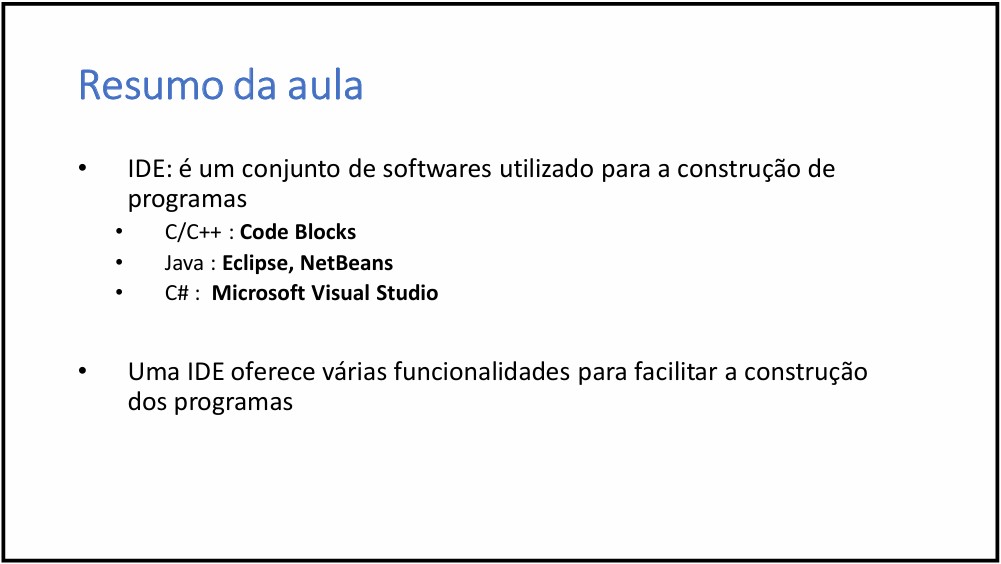 Resumo da aula
• IDE: é um conjunto de softwares utilizado para a construção de
programas
• C/C++ : Code Blocks
• Java : Eclipse, NetBeans
• C# : Microsoft Visual Studio
• Uma IDE oferece várias funcionalidades para facilitar a construção
dos programas